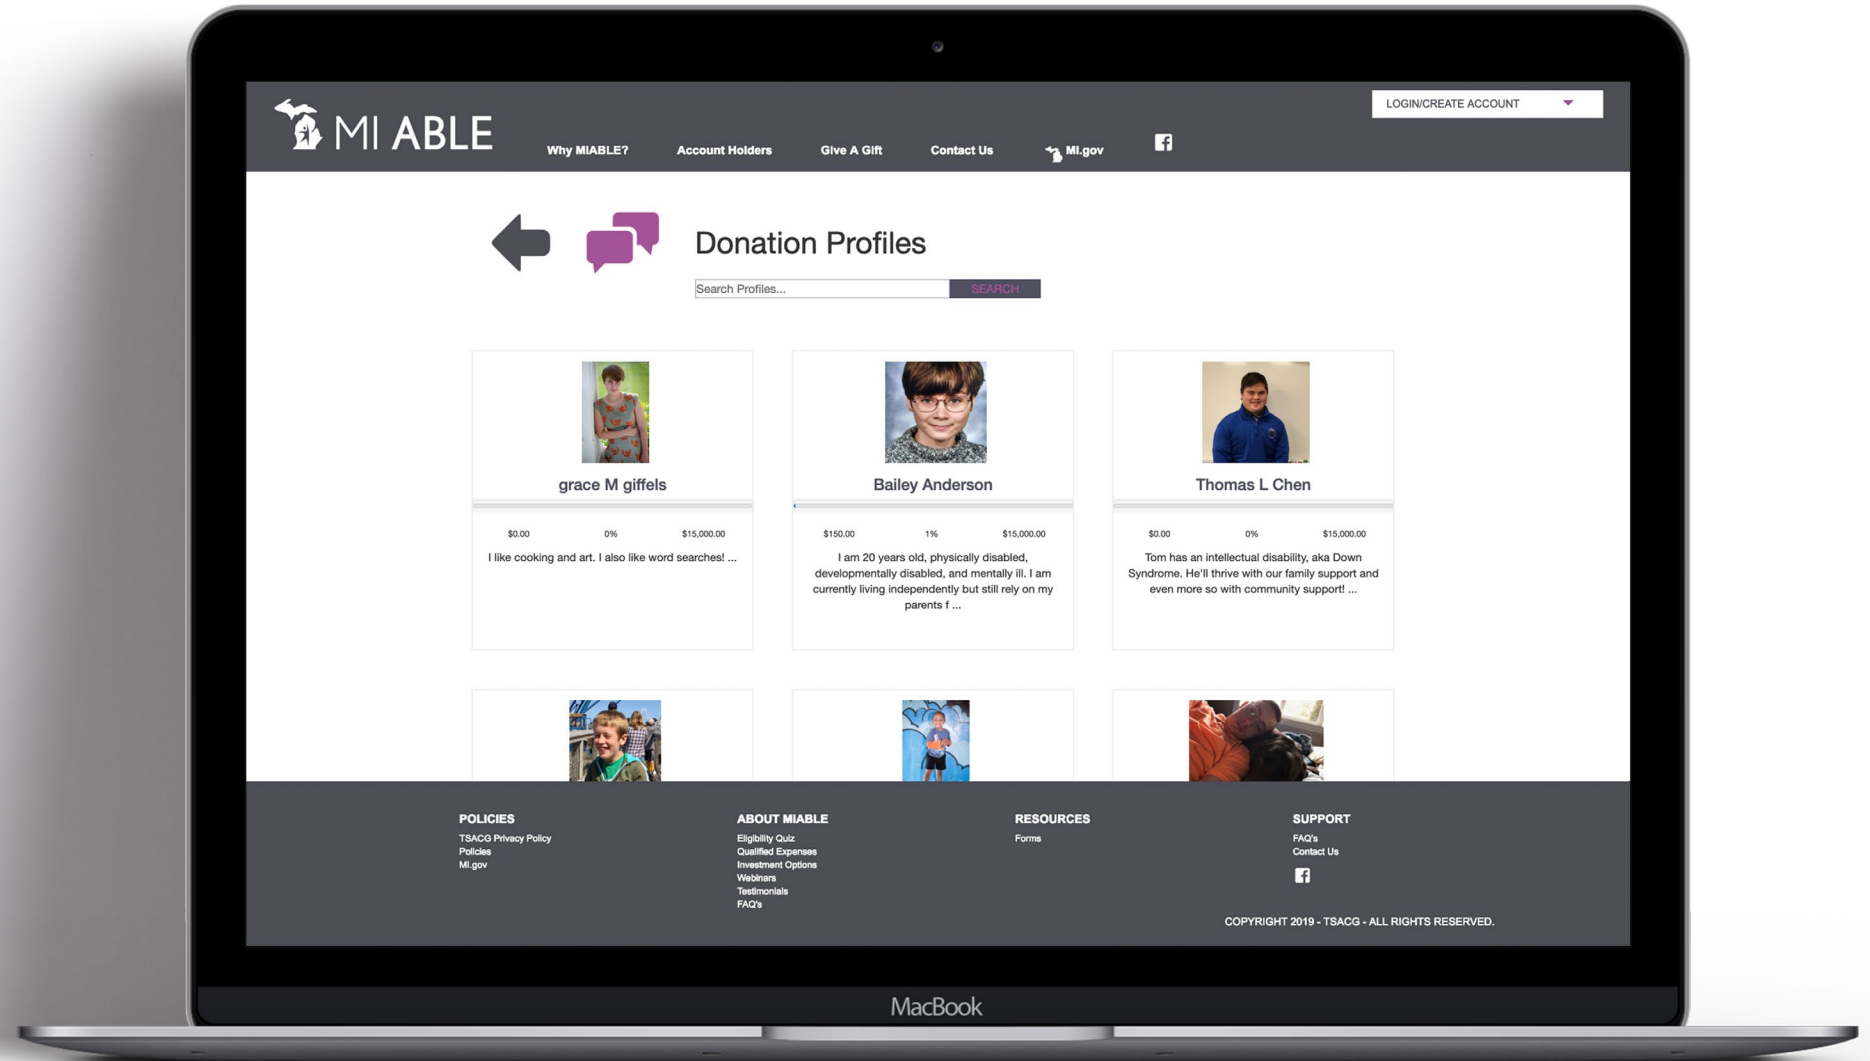 LOGIN/CREATE ACCOUNT
MI ABLE
Why MiABLE? Account Holders Give A Gift Contact Us MI.gov
Donation Profiles
Search Profiles... SEARCH
grace M giffels
$0.00 0% $15,000.00
I like cooking and art. I also like word searches! ...
Bailey Anderson
$150.00 1% $15,000.00
I am 20 years old, physically disabled,
developmentally disabled, and mentally ill. I am
currently living independently but still rely on my
parents f ...
Thomas L Chen
$0.00 0% $15,000.00
Tom has an intellectual disability, aka Down
Syndrome. He'll thrive with our family support and
even more so with community support! ...
POLICIES
TSACG Privacy Policy
Policies
MI.gov
ABOUT MIABLE
Eligibility Quiz
Qualified Expenses
Investment Options
Webinars
Testimonials
FAQ's
RESOURCES
Forms
SUPPORT
FAQ's
Contact Us
COPYRIGHT 2019 - TSACG - ALL RIGHTS RESERVED.
MacBook